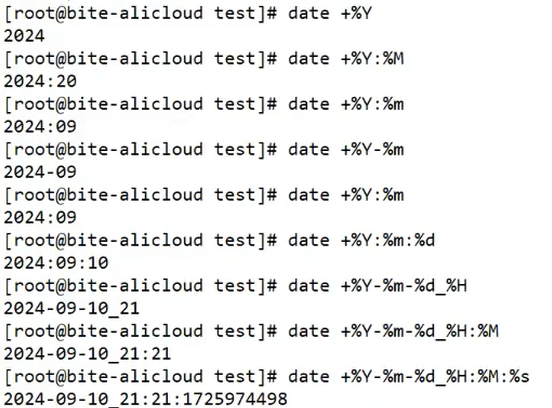 [root@bite-alicloud test]# date +%Y
2024
[root@bite-alicloud test]# date +%Y:%M
2024:20
[root@bite-alicloud test]# date +%Y:%m
2024:09
[root@bite-alicloud test]# date +%Y-%m
2024-09
[root@bite-alicloud test]# date +%Y:%m
2024:09
[root@bite-alicloud test]# date +%Y:%m:%d
2024:09:10
[root@bite-alicloud test]# date +%Y-%m-%d_%H
2024-09-10_21
[root@bite-alicloud test]# date +%Y-%m-%d_%H:%M
2024-09-10_21:21
[root@bite-alicloud test]# date +%Y-%m-%d_%H:%M:%s
2024-09-10_21:21:1725974498